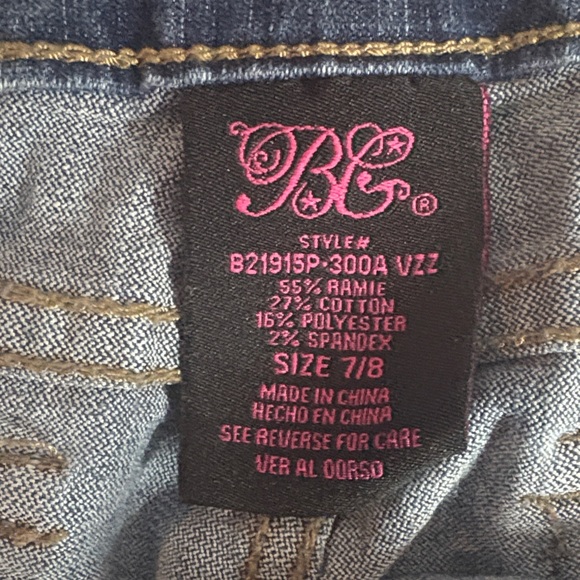 BG®
STYLE#
B21915P-300A VZZ
55% RAMIE
27% COTTON
16% POLYESTER
2% SPANDEX
SIZE 7/8
MADE IN CHINA
HECHO EN CHINA
SEE REVERSE FOR CARE
VER AL DORSO